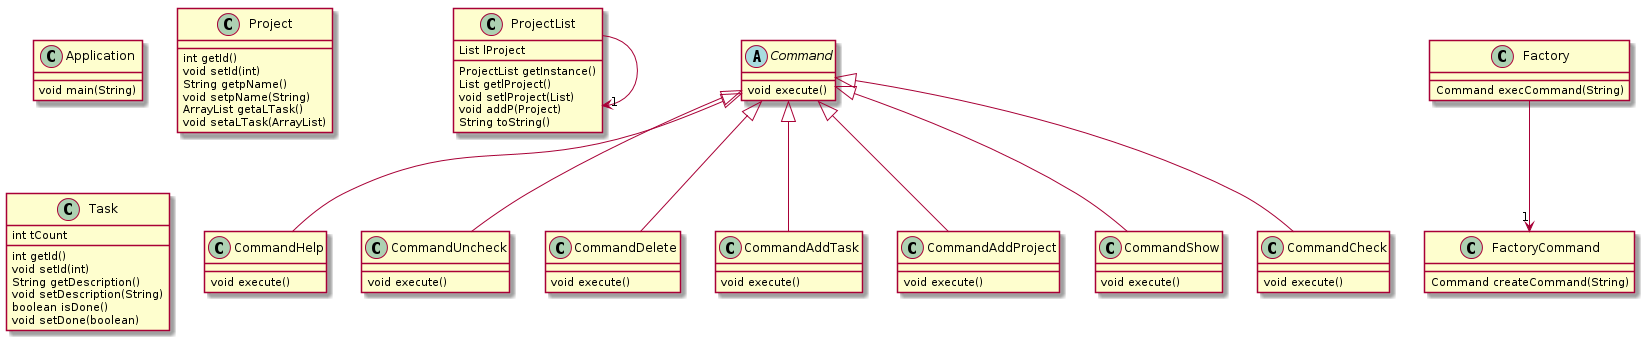 C Application
void main(String)
C Project
int getId()
void setId(int)
String getpName()
void setpName(String)
ArrayList getaLTask()
void setaLTask(ArrayList)
C ProjectList
List lProject
ProjectList getInstance()
List getlProject()
void setlProject(List)
void addP(Project)
String toString()
1
A Command
void execute()
C Factory
Command execCommand(String)
1
C Task
int tCount
int getId()
void setId(int)
String getDescription()
void setDescription(String)
boolean isDone()
void setDone(boolean)
C CommandHelp
void execute()
C CommandUncheck
void execute()
C CommandDelete
void execute()
C CommandAddTask
void execute()
C CommandAddProject
void execute()
C CommandShow
void execute()
C CommandCheck
void execute()
C FactoryCommand
Command createCommand(String)